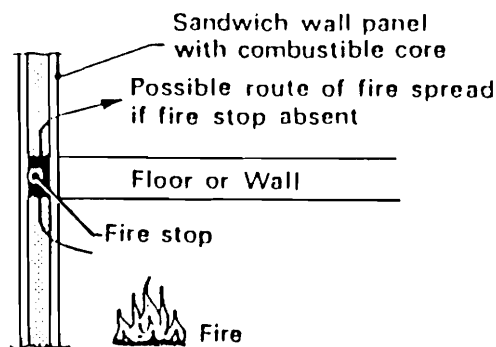 Sandwich wall panel
with combustible core
Possible route of fire spread
if fire stop absent
Floor or Wall
Fire stop
Fire